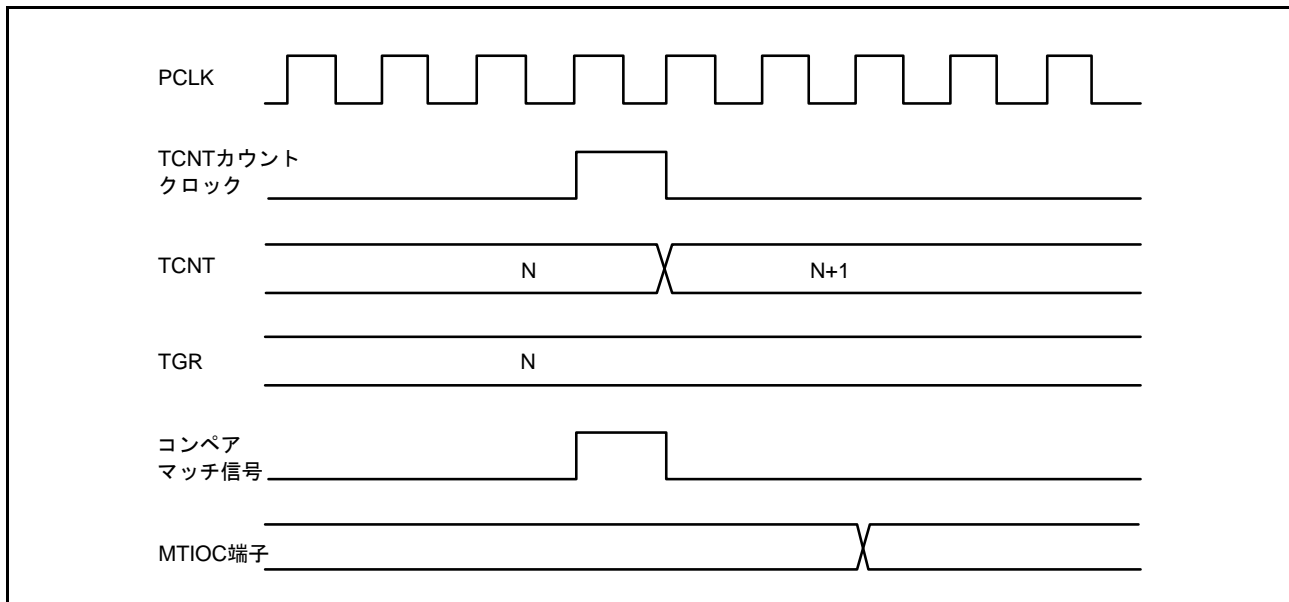 PCLK
TCNTカウント
クロック
TCNT
N
N+1
TGR
N
コンペア
マッチ信号
MTIOC端子